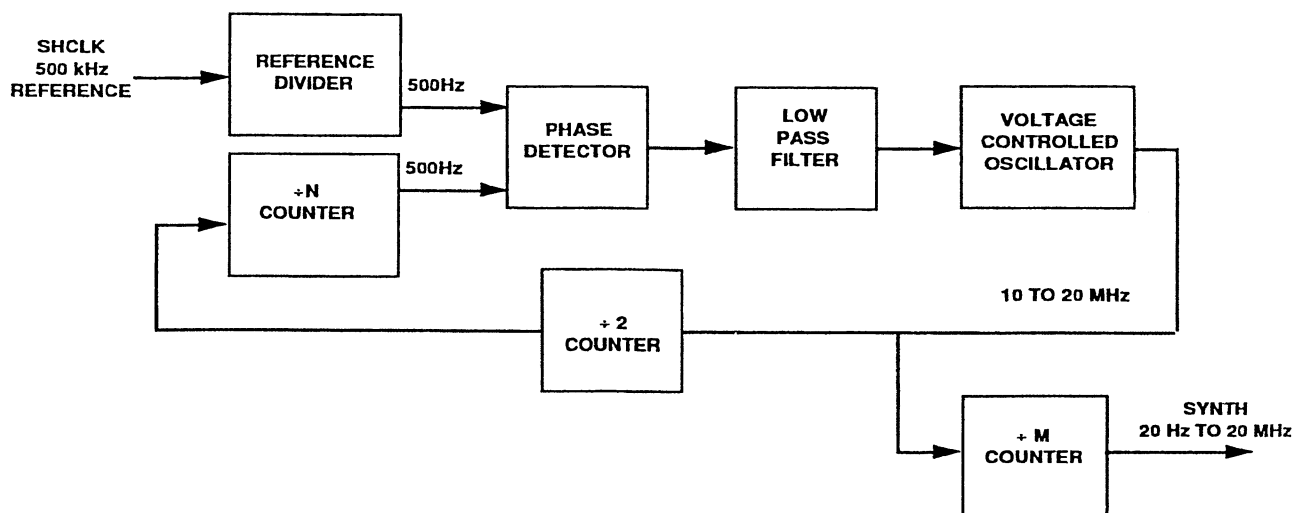 SHCLK
500 kHz
REFERENCE
REFERENCE
DIVIDER
500Hz
÷N
COUNTER
500Hz
PHASE
DETECTOR
LOW
PASS
FILTER
VOLTAGE
CONTROLLED
OSCILLATOR
10 TO 20 MHz
÷ 2
COUNTER
÷ M
COUNTER
SYNTH
20 Hz TO 20 MHz